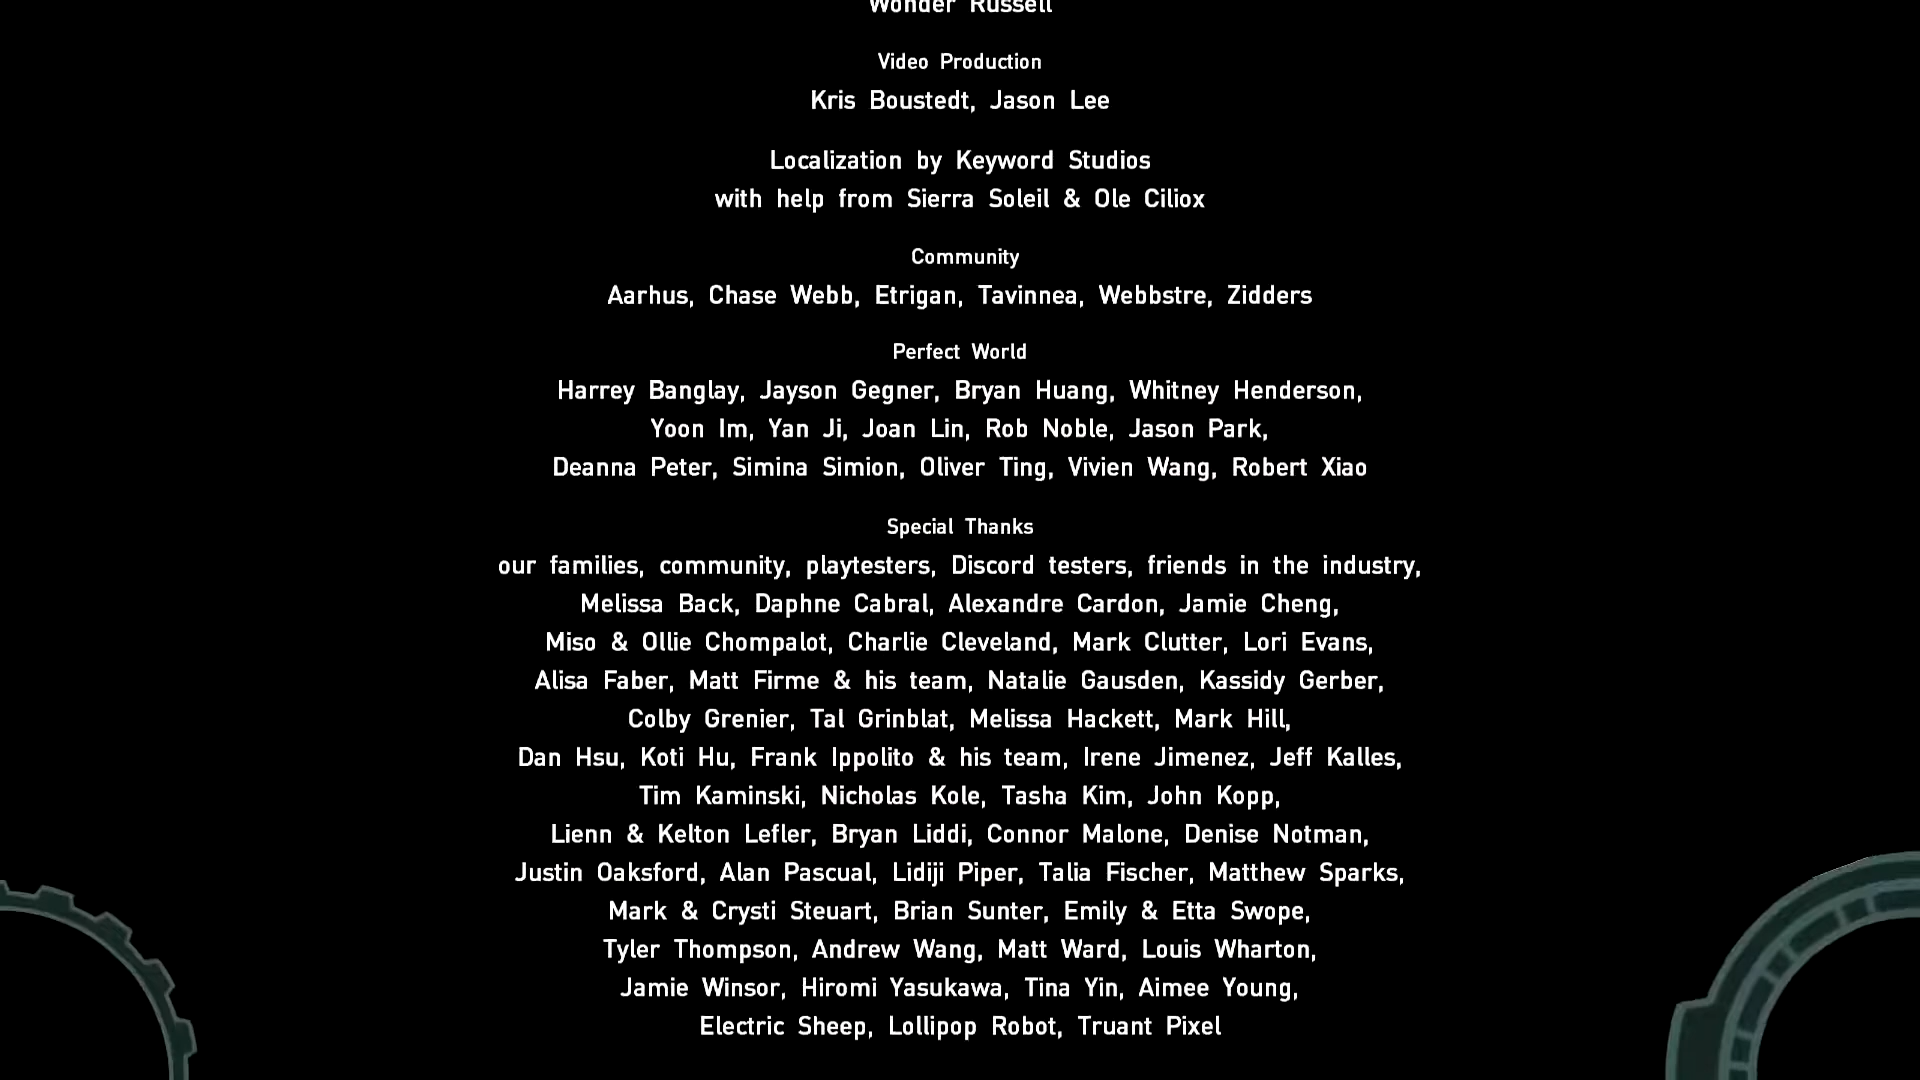 Wonder Russell
Video Production
Kris Boustedt, Jason Lee
Localization by Keyword Studios
with help from Sierra Soleil & Ole Ciliox
Community
Aarhus, Chase Webb, Etrigan, Tavinnea, Webbstre, Zidders
Perfect World
Harrey Banglay, Jayson Gegner, Bryan Huang, Whitney Henderson,
Yoon Im, Yan Ji, Joan Lin, Rob Noble, Jason Park,
Deanna Peter, Simina Simion, Oliver Ting, Vivien Wang, Robert Xiao
Special Thanks
our families, community, playtesters, Discord testers, friends in the industry,
Melissa Back, Daphne Cabral, Alexandre Cardon, Jamie Cheng,
Miso & Ollie Chompalot, Charlie Cleveland, Mark Clutter, Lori Evans,
Alisa Faber, Matt Firme & his team, Natalie Gausden, Kassidy Gerber,
Colby Grenier, Tal Grinblat, Melissa Hackett, Mark Hill,
Dan Hsu, Koti Hu, Frank Ippolito & his team, Irene Jimenez, Jeff Kalles,
Tim Kaminski, Nicholas Kole, Tasha Kim, John Kopp,
Lienn & Kelton Lefler, Bryan Liddi, Connor Malone, Denise Notman,
Justin Oaksford, Alan Pascual, Lidiji Piper, Talia Fischer, Matthew Sparks,
Mark & Crysti Steuart, Brian Sunter, Emily & Etta Swope,
Tyler Thompson, Andrew Wang, Matt Ward, Louis Wharton,
Jamie Winsor, Hiromi Yasukawa, Tina Yin, Aimee Young,
Electric Sheep, Lollipop Robot, Truant Pixel